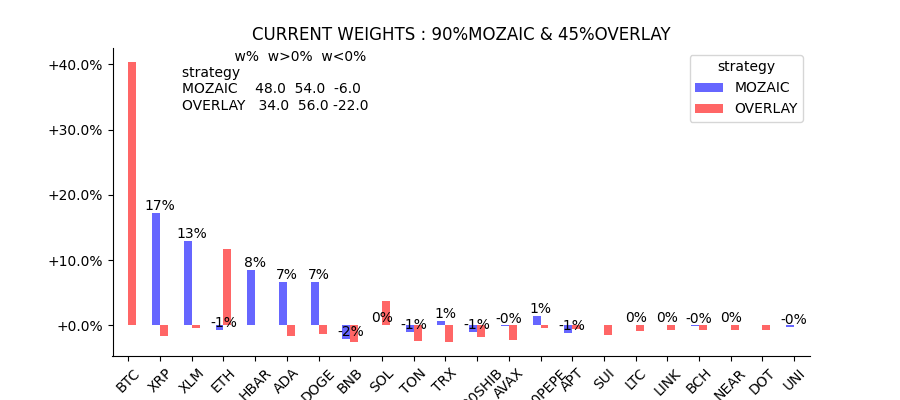 CURRENT WEIGHTS : 90%MOZAIC & 45%OVERLAY
w% w>0% w<0%
strategy
MOZAIC 48.0 54.0 -6.0
OVERLAY 34.0 56.0 -22.0
strategy
MOZAIC
OVERLAY
+40.0%
+30.0%
+20.0%
+10.0%
+0.0%
17%
13%
-1%
8%
7%
7%
-2%
0%
-1%
1%
-1%
-0%
1%
-1%
0%
0%
-0%
0%
-0%
BTC
XRP
XLM
ETH
HBAR
ADA
DOGE
BNB
SOL
TON
TRX
00SHIB
AVAX
0PEPE
APT
SUI
LTC
LINK
BCH
NEAR
DOT
UNI